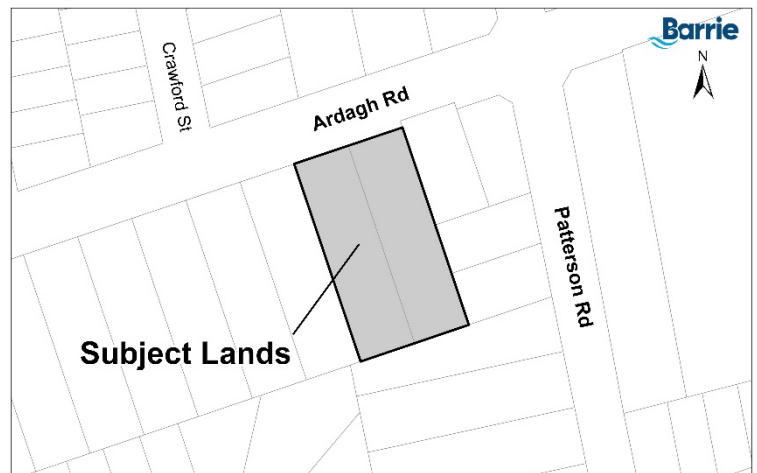 Barrie
N
Crawford St
Ardagh Rd
Patterson Rd
Subject Lands